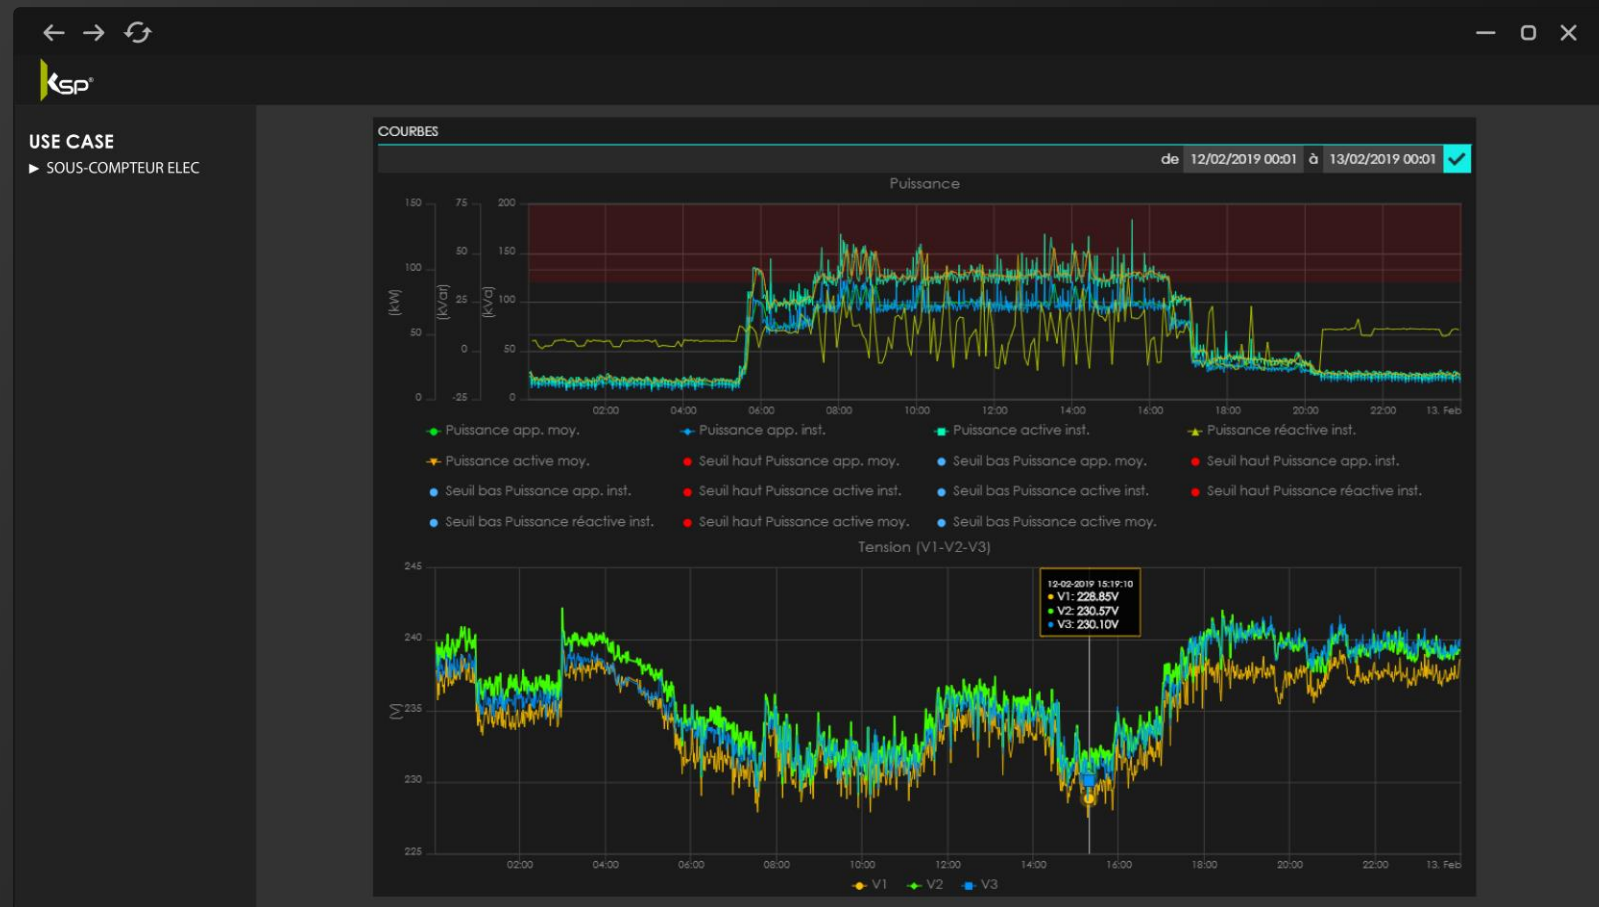 Ksp®
USE CASE
► SOUS-COMPTEUR ELEC
COURBES
de 12/02/2019 00:01 à 13/02/2019 00:01
Puissance
150 75 200
50 150
100
25 100
50
0 50
0 -25 0
(kW) (kVar) (kVa)
02:00 04:00 06:00 08:00 10:00 12:00 14:00 16:00 18:00 20:00 22:00 13. Feb
Puissance app. moy. Puissance app. inst. Puissance active inst. Puissance réactive inst.
Puissance active moy. Seuil haut Puissance app. moy. Seuil bas Puissance app. moy. Seuil haut Puissance app. inst.
Seuil bas Puissance app. inst. Seuil haut Puissance active inst. Seuil bas Puissance active inst. Seuil haut Puissance réactive inst.
Seuil bas Puissance réactive inst. Seuil haut Puissance active moy. Seuil bas Puissance active moy.
Tension (V1-V2-V3)
245
12-02-2019 15:19:10
V1: 228.85V
V2: 230.57V
V3: 230.10V
240
(V) 235
230
225
02:00 04:00 06:00 08:00 10:00 12:00 14:00 16:00 18:00 20:00 22:00 13. Feb
V1 V2 V3